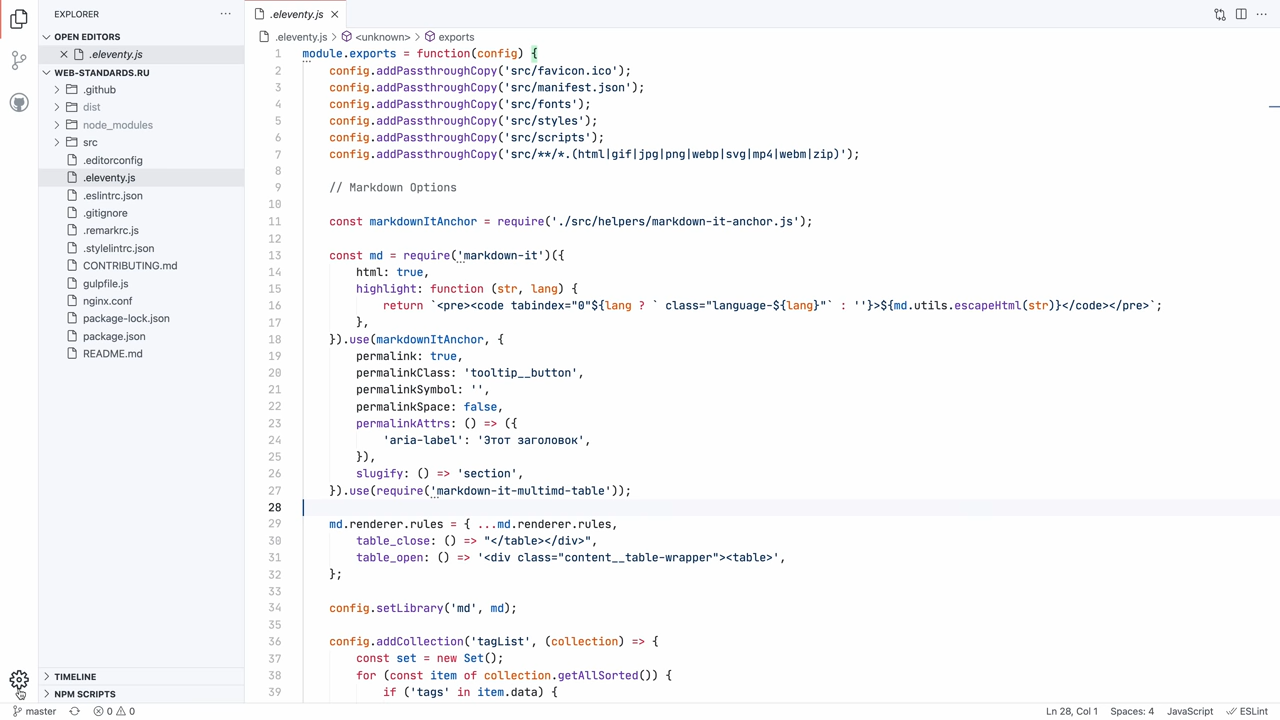 EXPLORER
OPEN EDITORS
.eleventy.js
WEB-STANDARDS.RU
.github
dist
node_modules
src
.editorconfig
.eleventy.js
.eslintrc.json
.gitignore
.remarkrc.js
.stylelintrc.json
CONTRIBUTING.md
gulpfile.js
nginx.conf
package-lock.json
package.json
README.md
TIMELINE
NPM SCRIPTS
.eleventy.js
.eleventy.js > <unknown> > exports
1 module.exports = function(config) {
2 config.addPassthroughCopy('src/favicon.ico');
3 config.addPassthroughCopy('src/manifest.json');
4 config.addPassthroughCopy('src/fonts');
5 config.addPassthroughCopy('src/styles');
6 config.addPassthroughCopy('src/scripts');
7 config.addPassthroughCopy('src/**/*.(html|gif|jpg|png|webp|svg|mp4|webm|zip)');
8
9 // Markdown Options
10
11 const markdownItAnchor = require('./src/helpers/markdown-it-anchor.js');
12
13 const md = require('markdown-it')({
14 html: true,
15 highlight: function (str, lang) {
16 return `<pre><code tabindex="0"${lang ? ` class="language-${lang}"` : ''}>${md.utils.escapeHtml(str)}</code></pre>`;
17 },
18 }).use(markdownItAnchor, {
19 permalink: true,
20 permalinkClass: 'tooltip__button',
21 permalinkSymbol: '',
22 permalinkSpace: false,
23 permalinkAttrs: () => ({
24 'aria-label': 'Этот заголовок',
25 }),
26 slugify: () => 'section',
27 }).use(require('markdown-it-multimd-table'));
28
29 md.renderer.rules = { ...md.renderer.rules,
30 table_close: () => "</table></div>",
31 table_open: () => '<div class="content__table-wrapper"><table>',
32 };
33
34 config.setLibrary('md', md);
35
36 config.addCollection('tagList', (collection) => {
37 const set = new Set();
38 for (const item of collection.getAllSorted()) {
39 if ('tags' in item.data) {
master 0 0 Ln 28, Col 1 Spaces: 4 JavaScript ESLint